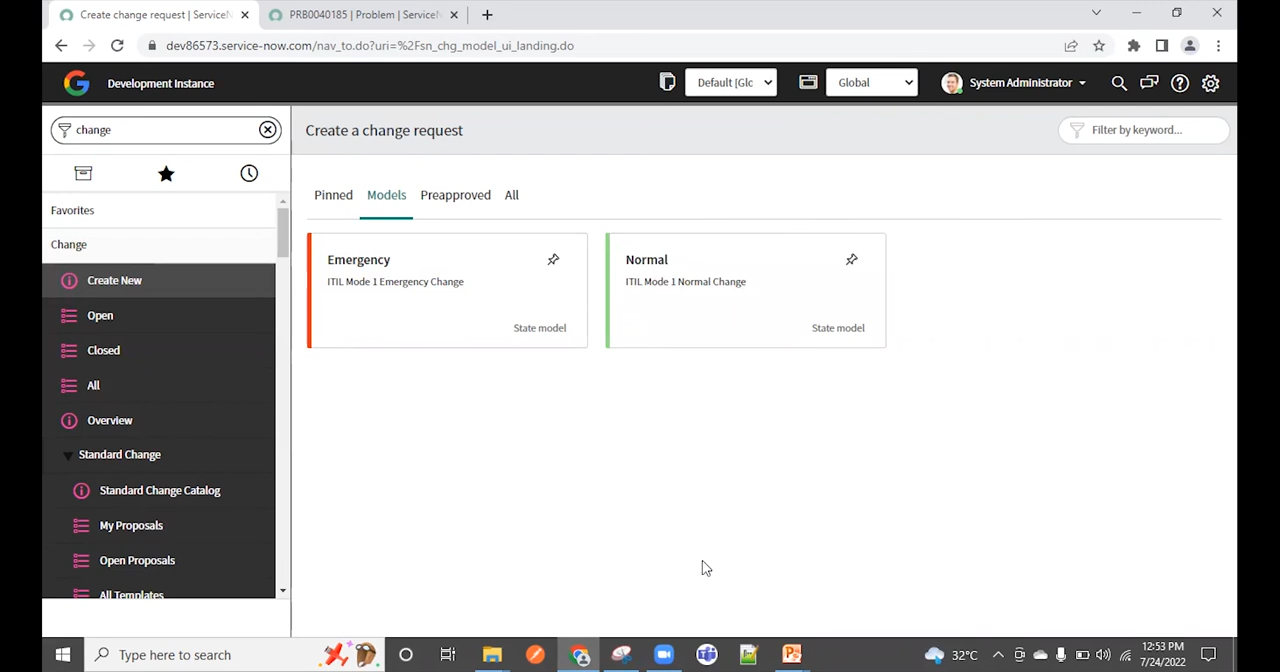 Create change request | ServiceN
PRB0040185 | Problem | ServiceN
dev86573.service-now.com/nav_to.do?uri=%2Fsn_chg_model_ui_landing.do
Development Instance
Default [Glc
Global
System Administrator
change
Create a change request
Filter by keyword...
Pinned
Models
Preapproved
All
Favorites
Change
Create New
Open
Closed
All
Overview
Standard Change
Standard Change Catalog
My Proposals
Open Proposals
All Templates
Emergency
ITIL Mode 1 Emergency Change
State model
Normal
ITIL Mode 1 Normal Change
State model
Type here to search
32°C
12:53 PM
7/24/2022